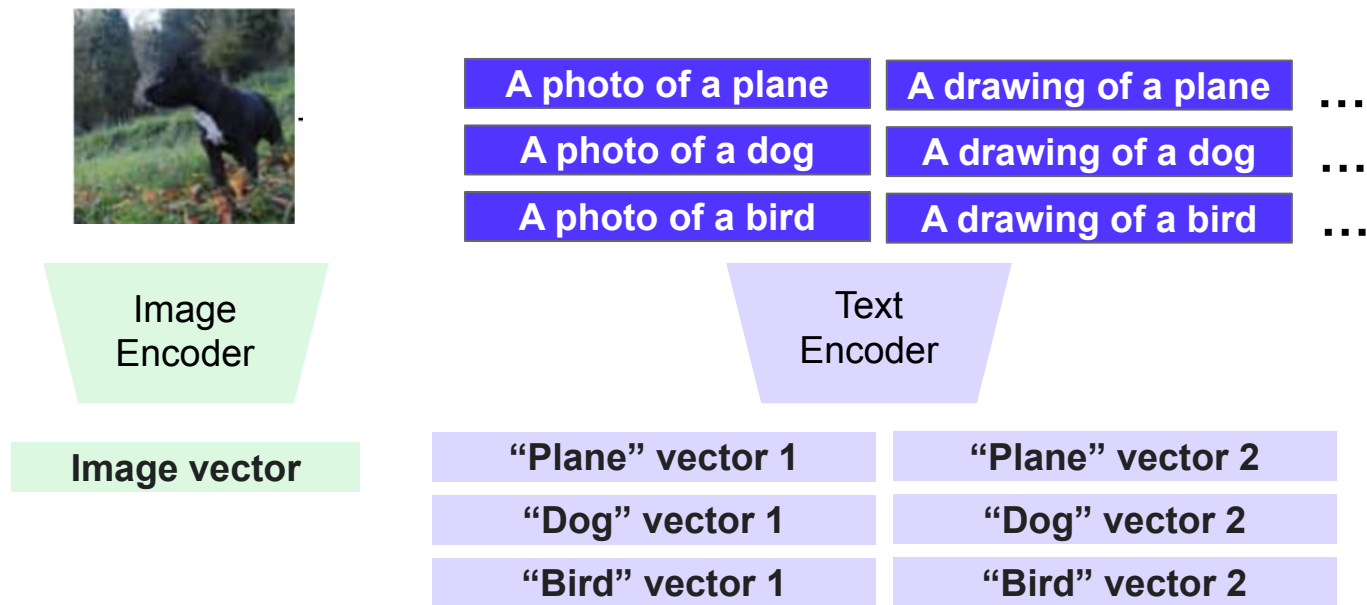 A photo of a plane
A drawing of a plane
...
A photo of a dog
A drawing of a dog
...
A photo of a bird
A drawing of a bird
...
Image
Encoder
Text
Encoder
Image vector
“Plane” vector 1
“Plane” vector 2
“Dog” vector 1
“Dog” vector 2
“Bird” vector 1
“Bird” vector 2